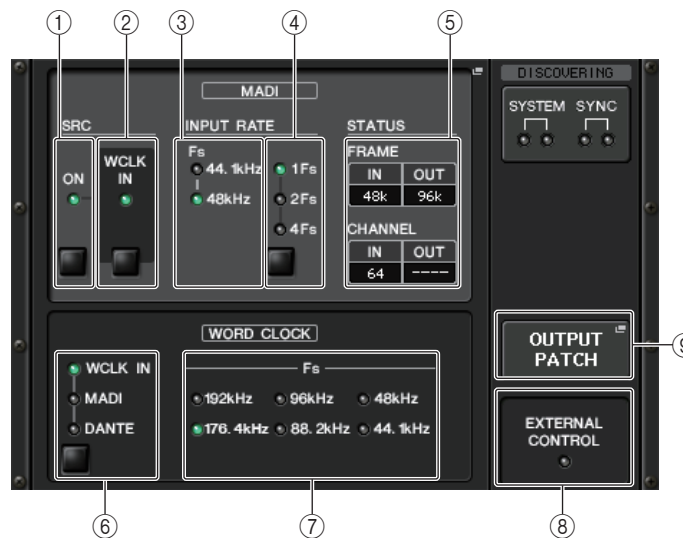 ① ② ③ ④ ⑤
MADI
DISCOVERING
SYSTEM SYNC
SRC
INPUT RATE
STATUS
ON
WCLK
IN
Fs
44.1kHz
48kHz
1Fs
2Fs
4Fs
FRAME
IN OUT
48k 96k
CHANNEL
IN OUT
64 ----
WORD CLOCK
WCLK IN
MADI
DANTE
Fs
192kHz 96kHz 48kHz
176.4kHz 88.2kHz 44.1kHz
OUTPUT
PATCH
⑨
EXTERNAL
CONTROL
⑥ ⑦ ⑧